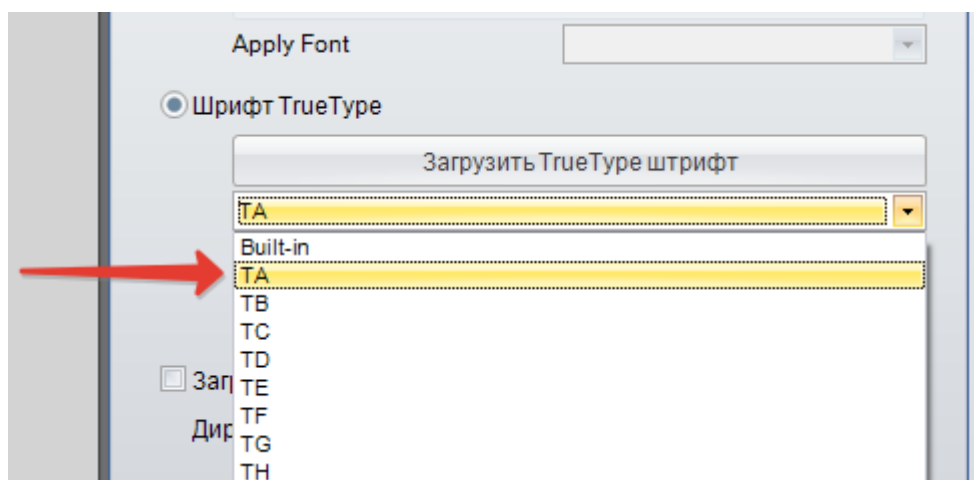 Apply Font
Шрифт TrueType
Загрузить TrueType штрифт
TA
Built-in
TA
TB
TC
TD
TE
TF
TG
TH